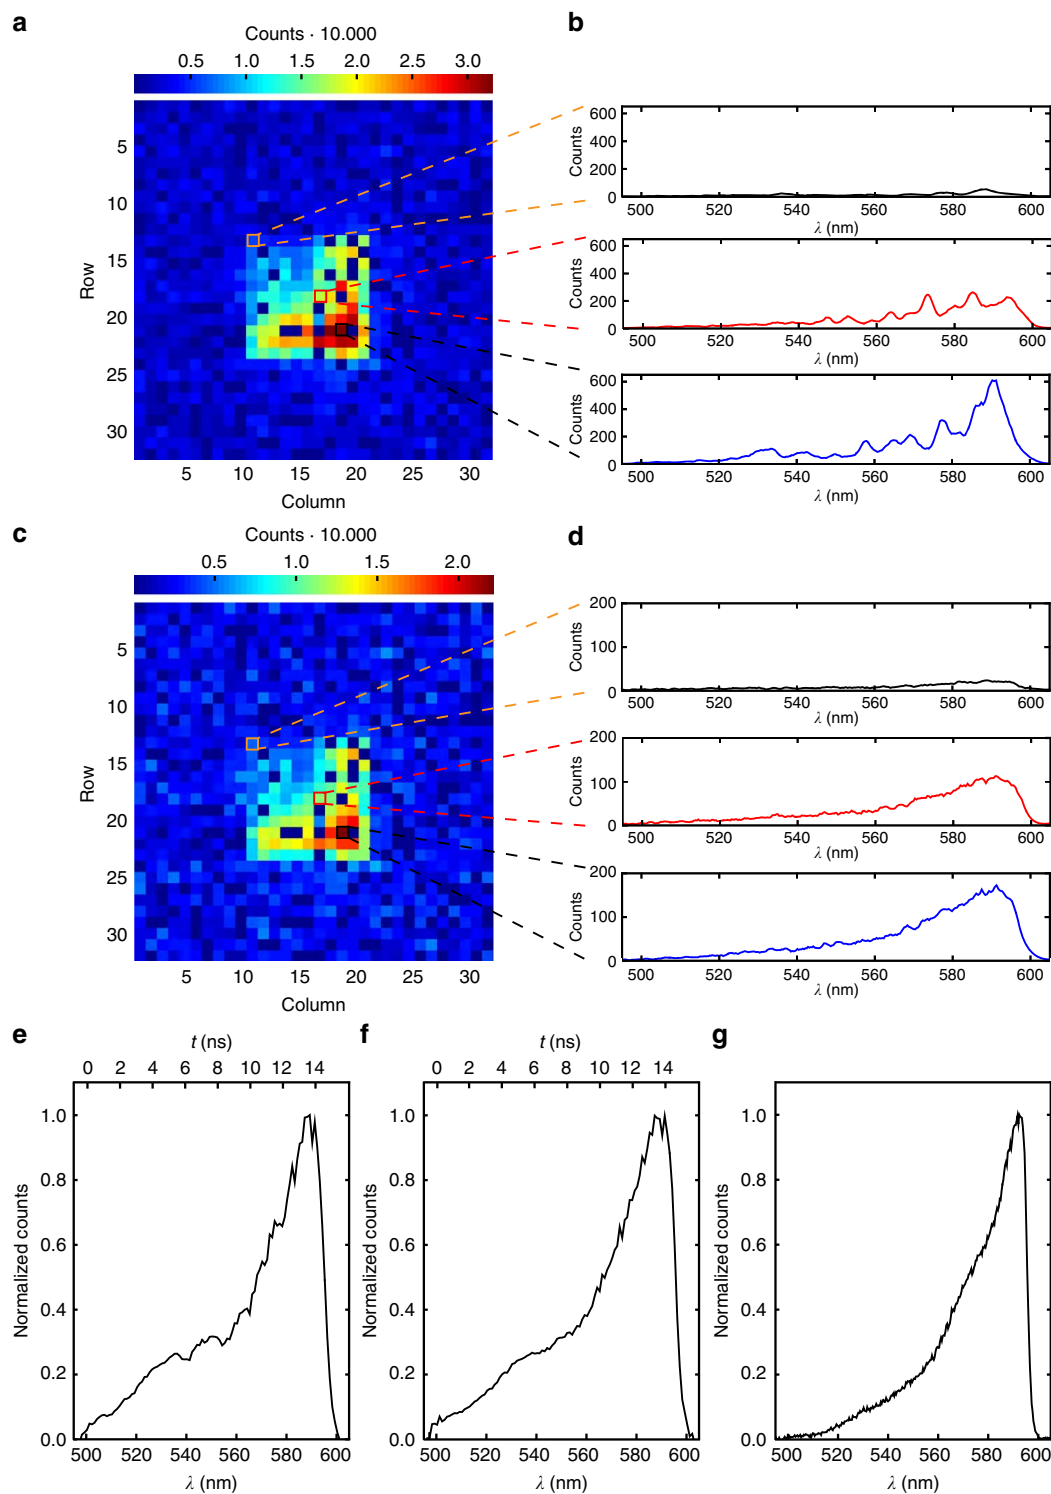 a
Counts · 10.000
0.5 1.0 1.5 2.0 2.5 3.0
5
10
15
20
25
30
Row
5 10 15 20 25 30
Column
b
600
400
200
0
Counts
500 520 540 560 580 600
λ (nm)
600
400
200
0
Counts
500 520 540 560 580 600
λ (nm)
600
400
200
0
Counts
500 520 540 560 580 600
λ (nm)
c
Counts · 10.000
0.5 1.0 1.5 2.0
5
10
15
20
25
30
Row
5 10 15 20 25 30
Column
d
200
100
0
Counts
500 520 540 560 580 600
λ (nm)
200
100
0
Counts
500 520 540 560 580 600
λ (nm)
200
100
0
Counts
500 520 540 560 580 600
λ (nm)
e
t (ns)
0 2 4 6 8 10 12 14
1.0
0.8
0.6
0.4
0.2
0.0
Normalized counts
500 520 540 560 580 600
λ (nm)
f
t (ns)
0 2 4 6 8 10 12 14
1.0
0.8
0.6
0.4
0.2
0.0
Normalized counts
500 520 540 560 580 600
λ (nm)
g
1.0
0.8
0.6
0.4
0.2
0.0
Normalized counts
500 520 540 560 580 600
λ (nm)